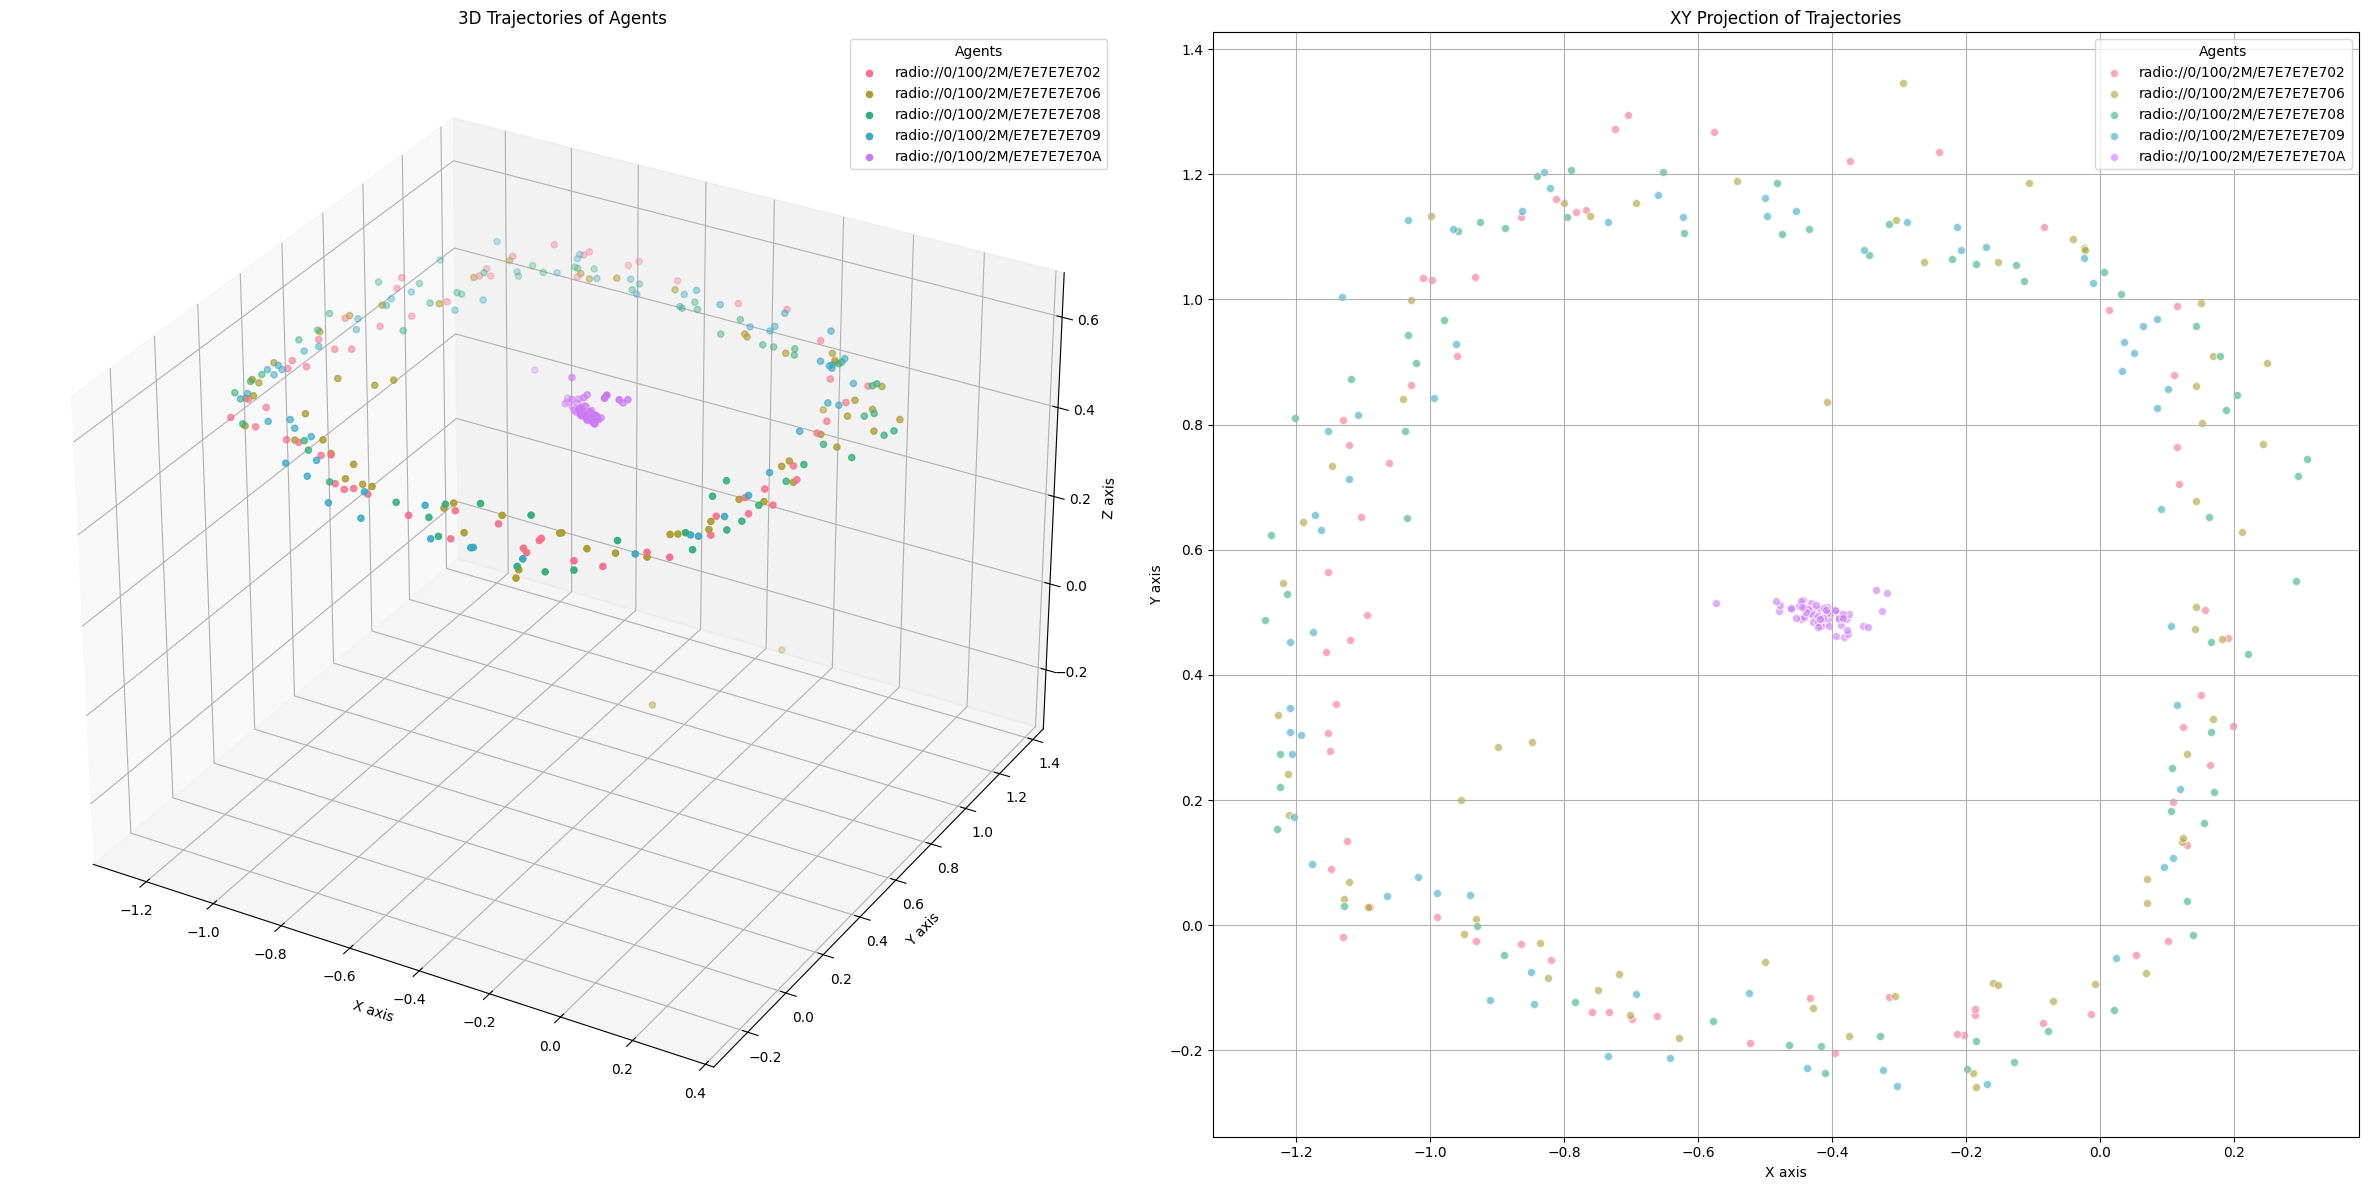 3D Trajectories of Agents
Agents
radio://0/100/2M/E7E7E7E702
radio://0/100/2M/E7E7E7E706
radio://0/100/2M/E7E7E7E708
radio://0/100/2M/E7E7E7E709
radio://0/100/2M/E7E7E7E70A
0.6
0.4
0.2
0.0
−0.2
Z axis
1.4
1.2
1.0
0.8
0.6
0.4
0.2
0.0
−0.2
Y axis
−1.2
−1.0
−0.8
−0.6
−0.4
−0.2
0.0
0.2
0.4
X axis
XY Projection of Trajectories
Agents
radio://0/100/2M/E7E7E7E702
radio://0/100/2M/E7E7E7E706
radio://0/100/2M/E7E7E7E708
radio://0/100/2M/E7E7E7E709
radio://0/100/2M/E7E7E7E70A
1.4
1.2
1.0
0.8
0.6
0.4
0.2
0.0
−0.2
Y axis
−1.2
−1.0
−0.8
−0.6
−0.4
−0.2
0.0
0.2
X axis